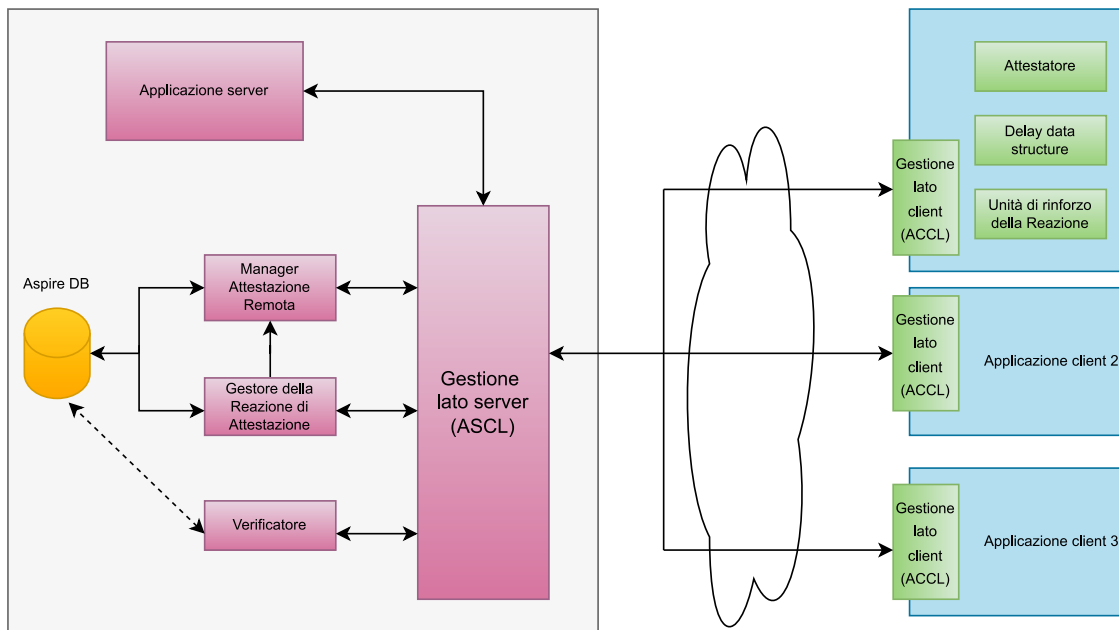 Applicazione server
Aspire DB
Manager
Attestazione
Remota
Gestore della
Reazione di
Attestazione
Verificatore
Gestione
lato server
(ASCL)
Gestione
lato
client
(ACCL)
Attestatore
Delay data
structure
Unità di rinforzo
della Reazione
Gestione
lato
client
(ACCL)
Applicazione client 2
Gestione
lato
client
(ACCL)
Applicazione client 3